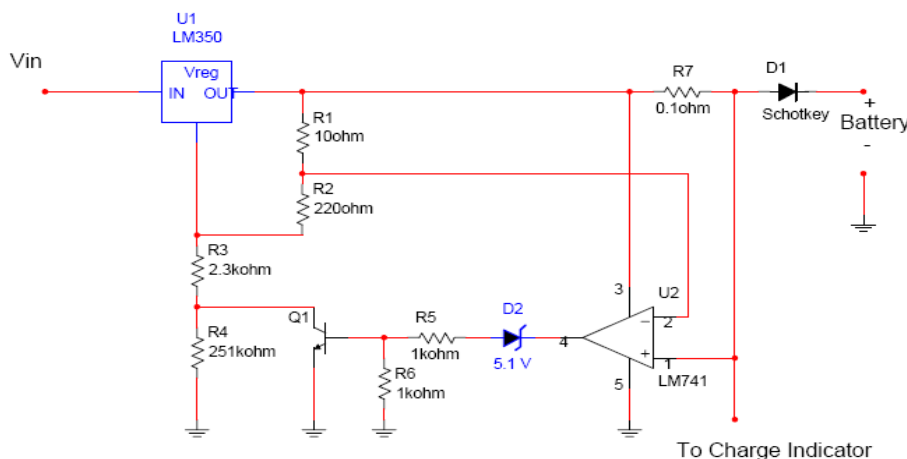 U1
LM350
Vin
Vreg
IN OUT
R1
10ohm
R2
220ohm
R7
0.1ohm
D1
Schotkey
+
Battery
-
R3
2.3kohm
R4
251kohm
Q1
R5
1kohm
R6
1kohm
D2
5.1 V
3
U2
−
2
4
+
1
LM741
5
To Charge Indicator